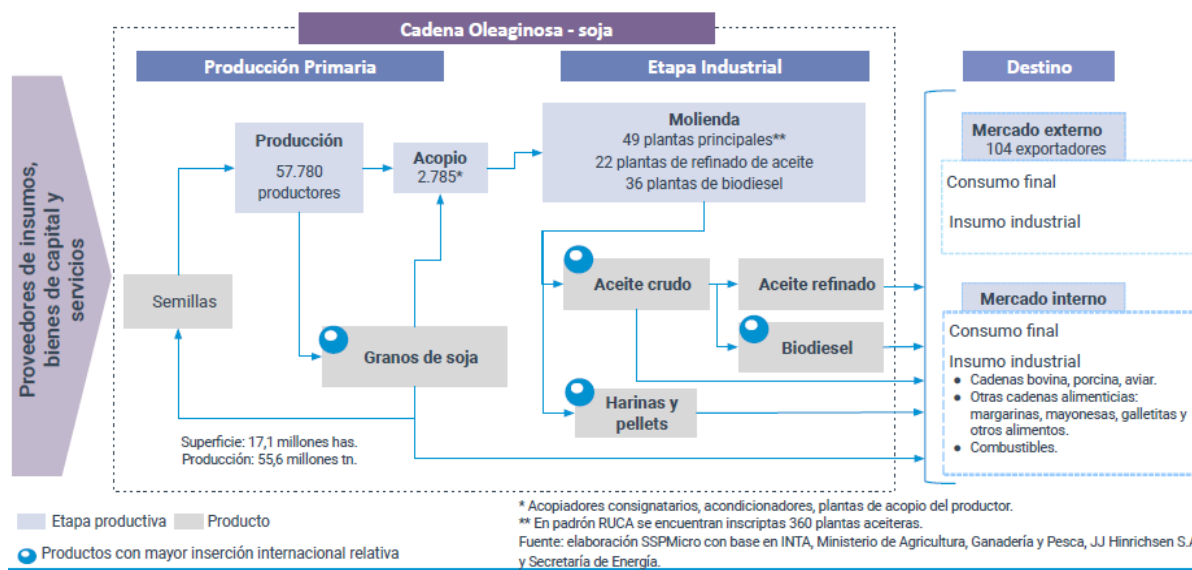 Cadena Oleaginosa - soja
Producción Primaria
Etapa Industrial
Destino
Proveedores de insumos,
bienes de capital y
servicios
Producción
57.780
productores
Acopio
2.785*
Molienda
49 plantas principales**
22 plantas de refinado de aceite
36 plantas de biodiesel
Semillas
Granos de soja
Aceite crudo
Aceite refinado
Biodiesel
Harinas y
pellets
Superficie: 17,1 millones has.
Producción: 55,6 millones tn.
Mercado externo
104 exportadores
Consumo final
Insumo industrial
Mercado interno
Consumo final
Insumo industrial
● Cadenas bovina, porcina, aviar.
● Otras cadenas alimenticias:
margarinas, mayonesas, galletitas y
otros alimentos.
● Combustibles.
Etapa productiva
Producto
Productos con mayor inserción internacional relativa
* Acopiadores consignatarios, acondicionadores, plantas de acopio del productor.
** En padrón RUCA se encuentran inscriptas 360 plantas aceiteras.
Fuente: elaboración SSPMicro con base en INTA, Ministerio de Agricultura, Ganadería y Pesca, JJ Hinrichsen S.A
y Secretaría de Energía.